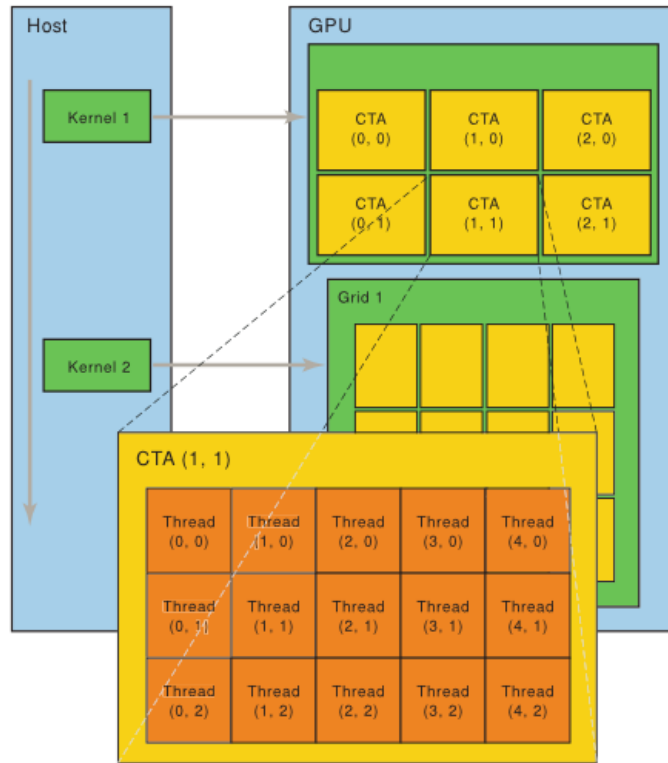 Host
GPU
Kernel 1
CTA
(0, 0)
CTA
(1, 0)
CTA
(2, 0)
CTA
(0, 1)
CTA
(1, 1)
CTA
(2, 1)
Grid 1
Kernel 2
CTA (1, 1)
Thread
(0, 0)
Thread
(1, 0)
Thread
(2, 0)
Thread
(3, 0)
Thread
(4, 0)
Thread
(0, 1)
Thread
(1, 1)
Thread
(2, 1)
Thread
(3, 1)
Thread
(4, 1)
Thread
(0, 2)
Thread
(1, 2)
Thread
(2, 2)
Thread
(3, 2)
Thread
(4, 2)